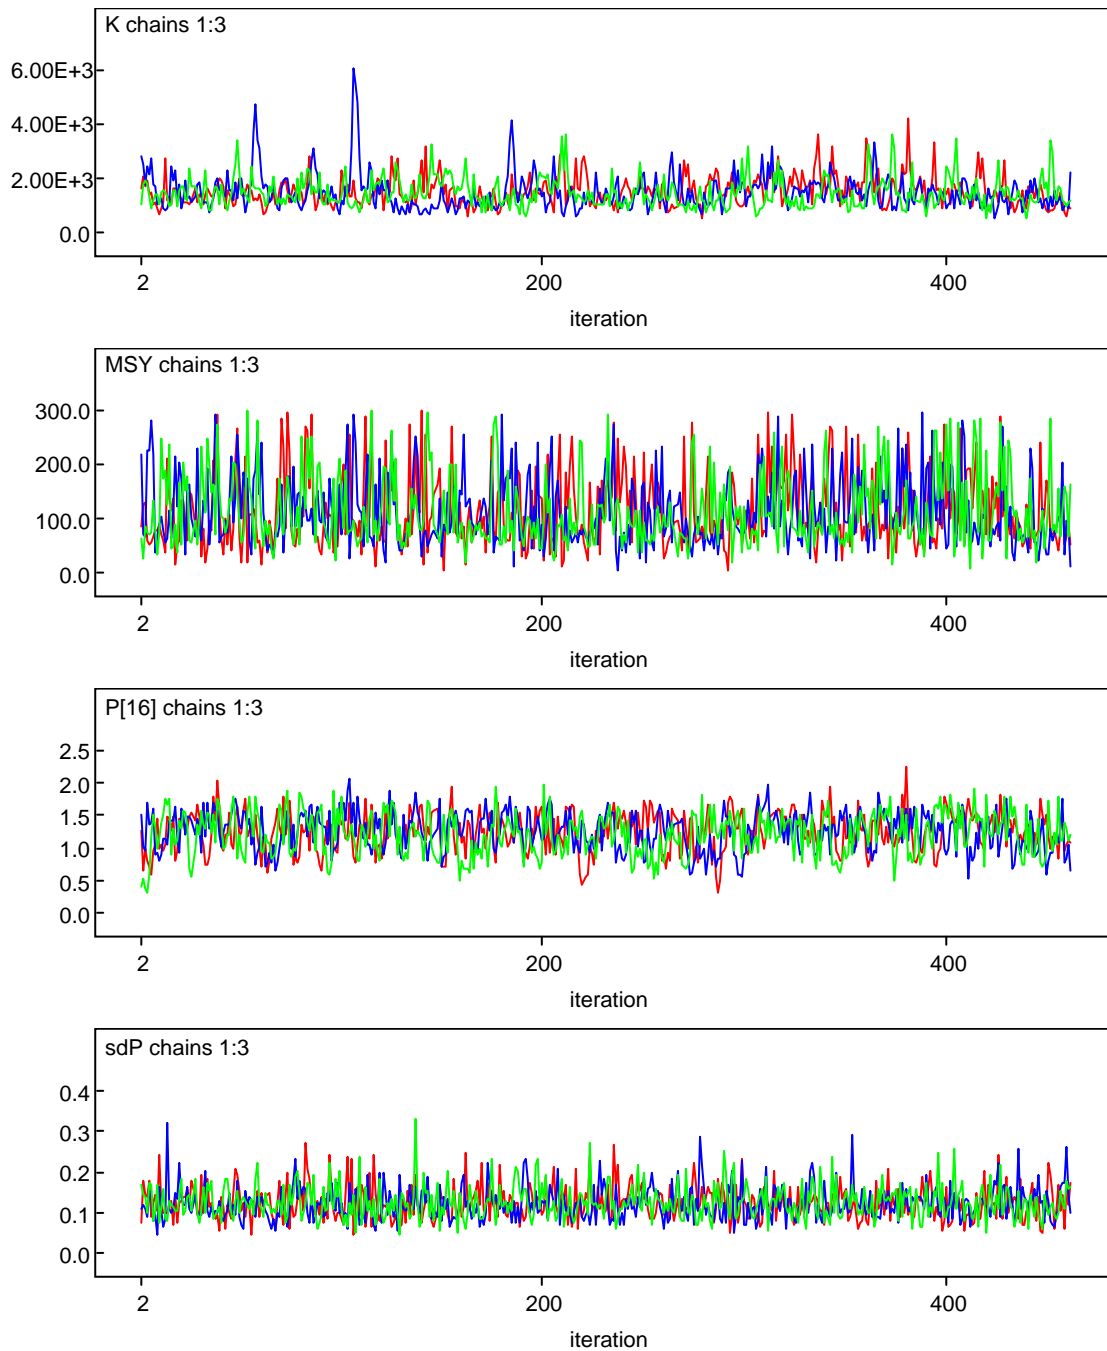 K chains 1:3
6.00E+3
4.00E+3
2.00E+3
0.0
2 200 400
iteration
MSY chains 1:3
300.0
200.0
100.0
0.0
2 200 400
iteration
P[16] chains 1:3
2.5
2.0
1.5
1.0
0.5
0.0
2 200 400
iteration
sdP chains 1:3
0.4
0.3
0.2
0.1
0.0
2 200 400
iteration